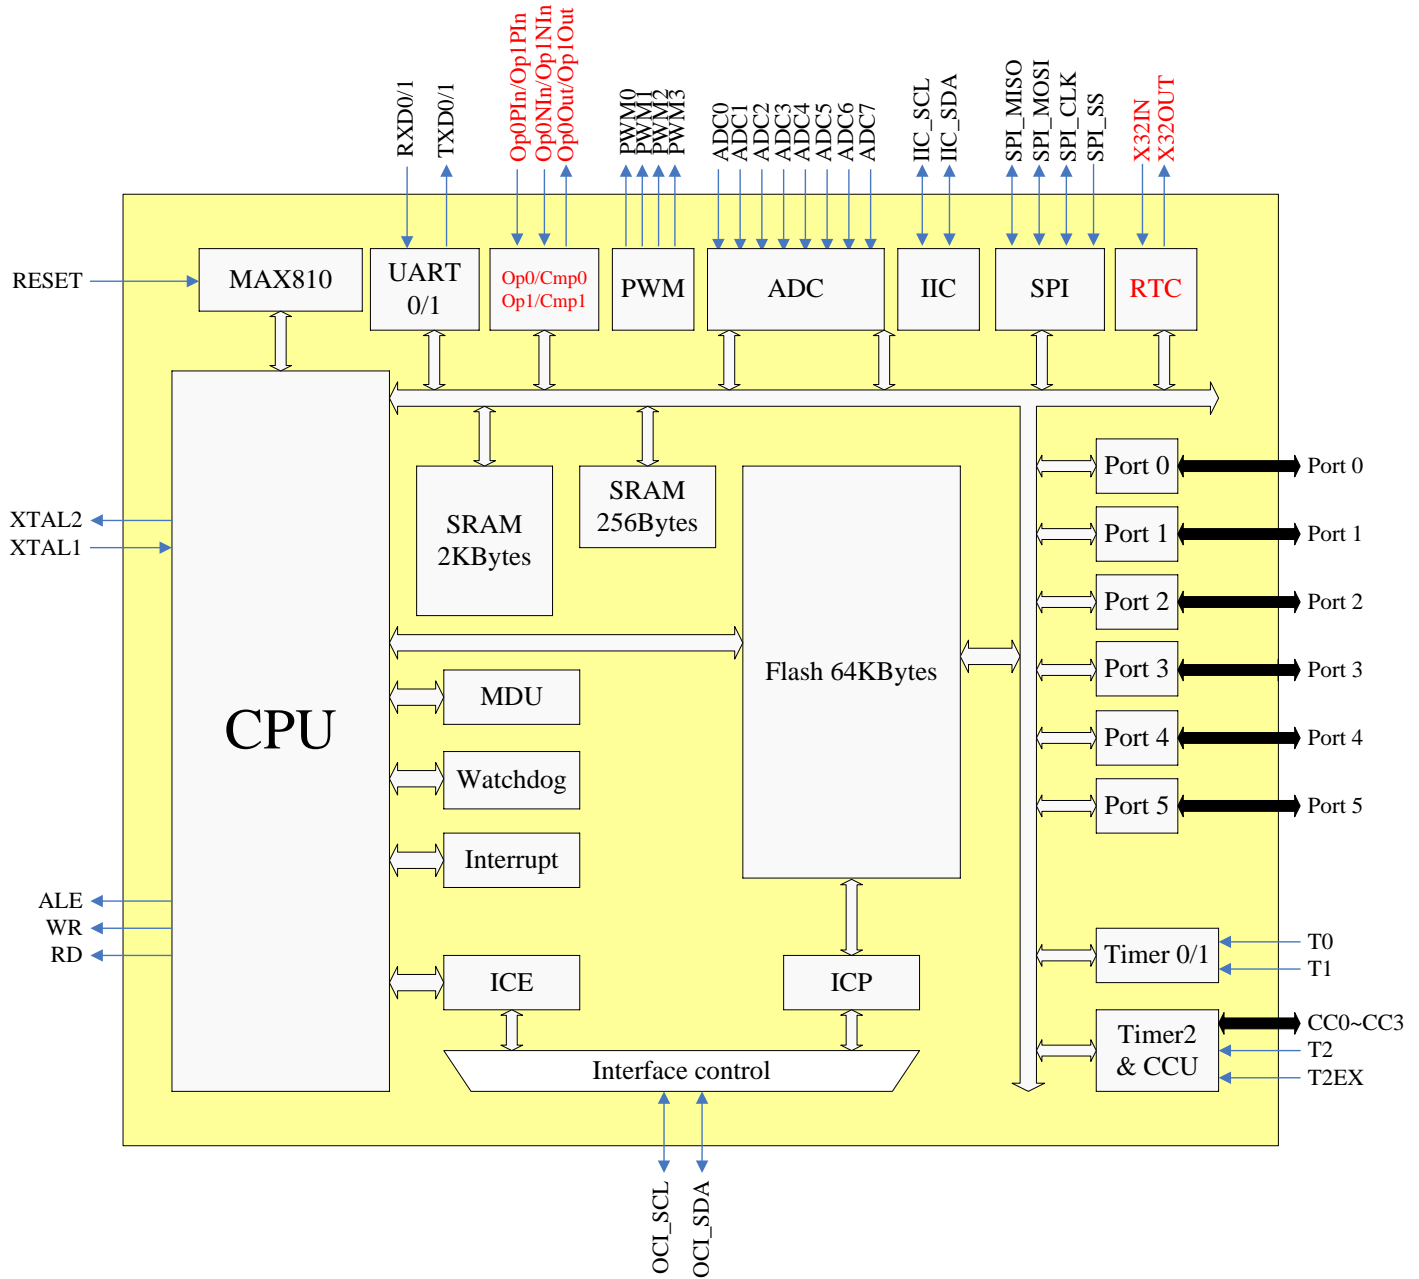 Op0PIn/Op1PIn
Op0NIn/Op1NIn
Op0Out/Op1Out
RXD0/1
TXD0/1
PWM0
PWM1
PWM2
PWM3
ADC0
ADC1
ADC2
ADC3
ADC4
ADC5
ADC6
ADC7
IIC_SCL
IIC_SDA
SPI_MISO
SPI_MOSI
SPI_CLK
SPI_SS
X32IN
X32OUT
RESET
MAX810
UART
0/1
Op0/Cmp0
Op1/Cmp1
PWM
ADC
IIC
SPI
RTC
SRAM
2KBytes
SRAM
256Bytes
Port 0
Port 0
Port 1
Port 1
Port 2
Port 2
Port 3
Port 3
Port 4
Port 4
Port 5
Port 5
XTAL2
XTAL1
CPU
Flash 64KBytes
MDU
Watchdog
Interrupt
ALE
WR
RD
ICE
ICP
Timer 0/1
T0
T1
Timer2
& CCU
CC0~CC3
T2
T2EX
Interface control
OCI_SCL
OCI_SDA